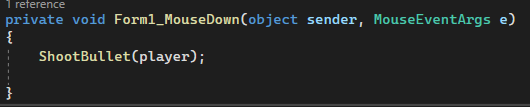 1 reference
private void Form1_MouseDown(object sender, MouseEventArgs e)
{
ShootBullet(player);
}